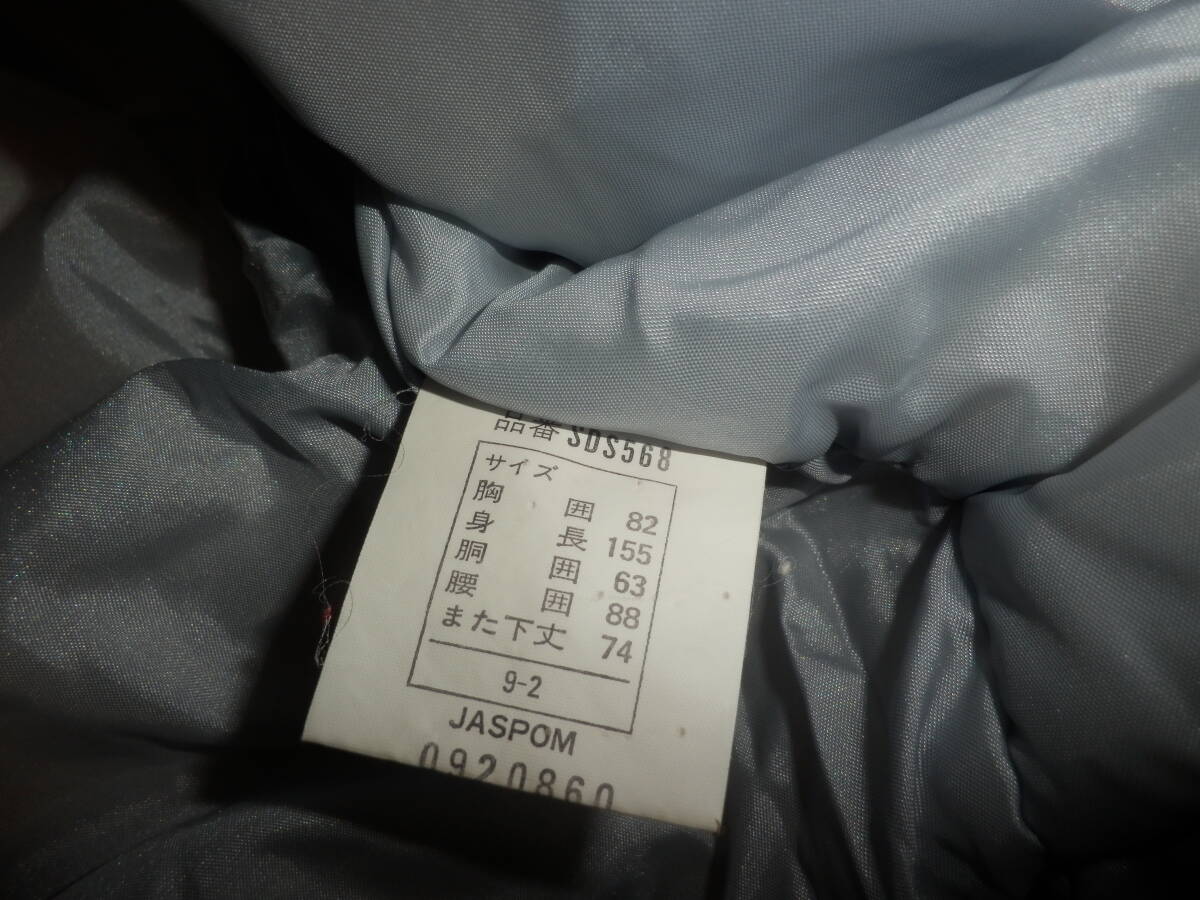 品番 SDS568
サイズ
胸囲 82
身長 155
胴囲 63
腰囲 88
また下丈 74
9-2
JASPOM
0920860